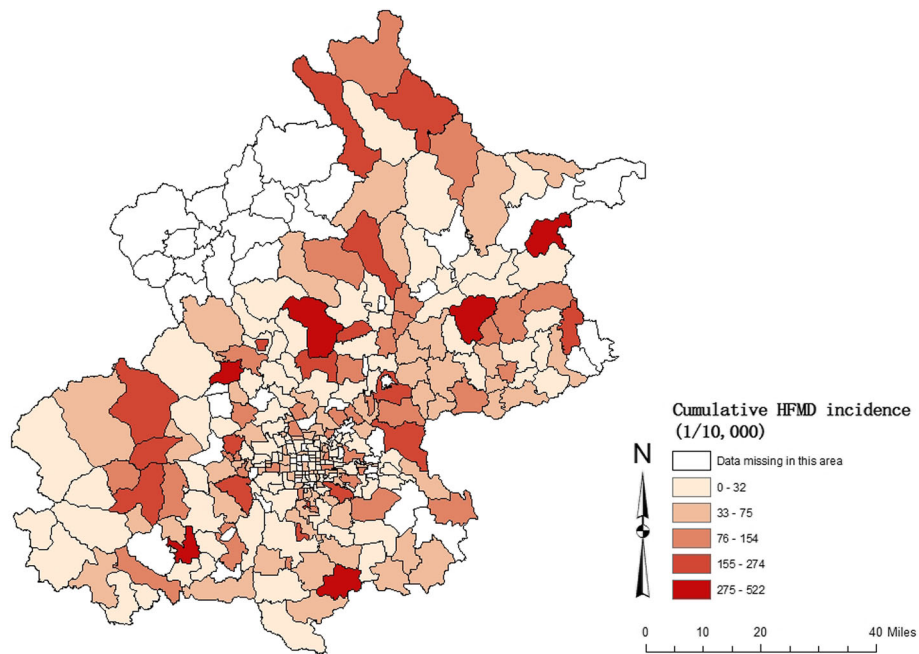 Cumulative HFMD incidence
(1/10,000)
N
Data missing in this area
0 - 32
33 - 75
76 - 154
155 - 274
275 - 522
0 10 20 40 Miles